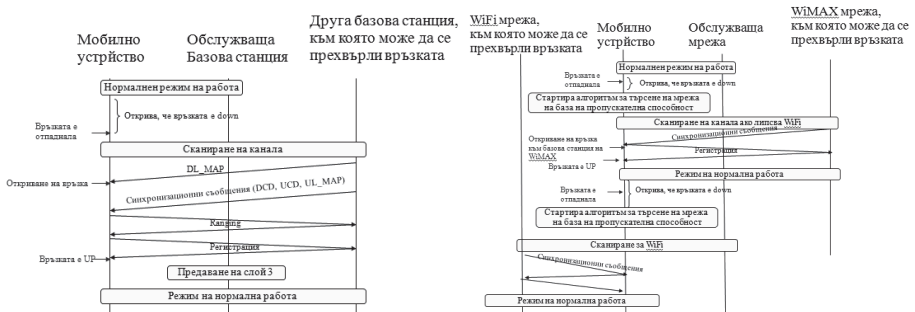 Мобилно
устрйство
Обслужваща
Базова станция
Друга базова станция,
към която може да се
прехвърли връзката
Нормалнен режим на работа
Открива, че връзката е down
Връзката е
отпаднала
Сканиране на канала
DL_MAP
Откриване на връзка
Синхронизационни съобщения (DCD, UCD, UL_MAP)
Ranging
Регистрация
Връзката е UP
Предаване на слой 3
Режим на нормална работа
WiFi мрежа,
към която може да се
прехвърли връзката
Мобилно
устрйство
Обслужваща
мрежа
WiMAX мрежа,
към която може да се
прехвърли връзката
Нормалнен режим на работа
Връзката е
отпаднала
Открива, че връзката е down
Стартира алгоритъм за търсене на мрежа
на база на пропускателна способност
Сканиране на канала ако липсва WiFi
Синхронизационни съобщения
Откриване на връзка
към базова станция на
WiMAX
Регистрация
Връзката е UP
Режим на нормална работа
Връзката е
отпаднала
Открива, че връзката е down
Стартира алгоритъм за търсене на мрежа
на база на пропускателна способност
Сканиране за WiFi
Синхронизационни съобщения
Режим на нормална работа